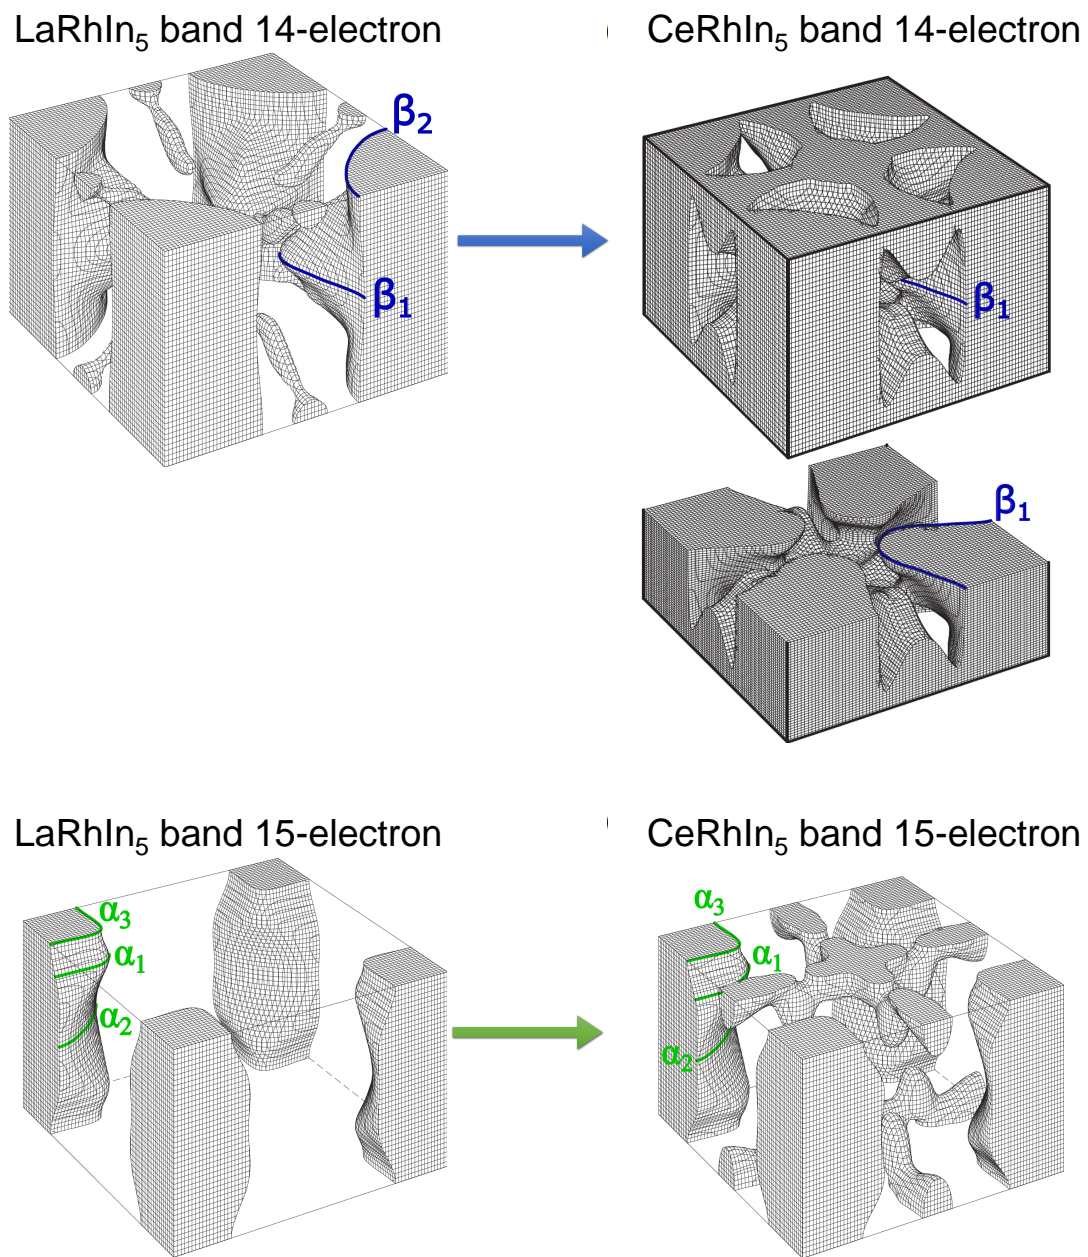 LaRhIn₅ band 14-electron
CeRhIn₅ band 14-electron
β₂
β₁
β₁
β₁
LaRhIn₅ band 15-electron
CeRhIn₅ band 15-electron
α₃
α₁
α₂
α₃
α₁
α₂